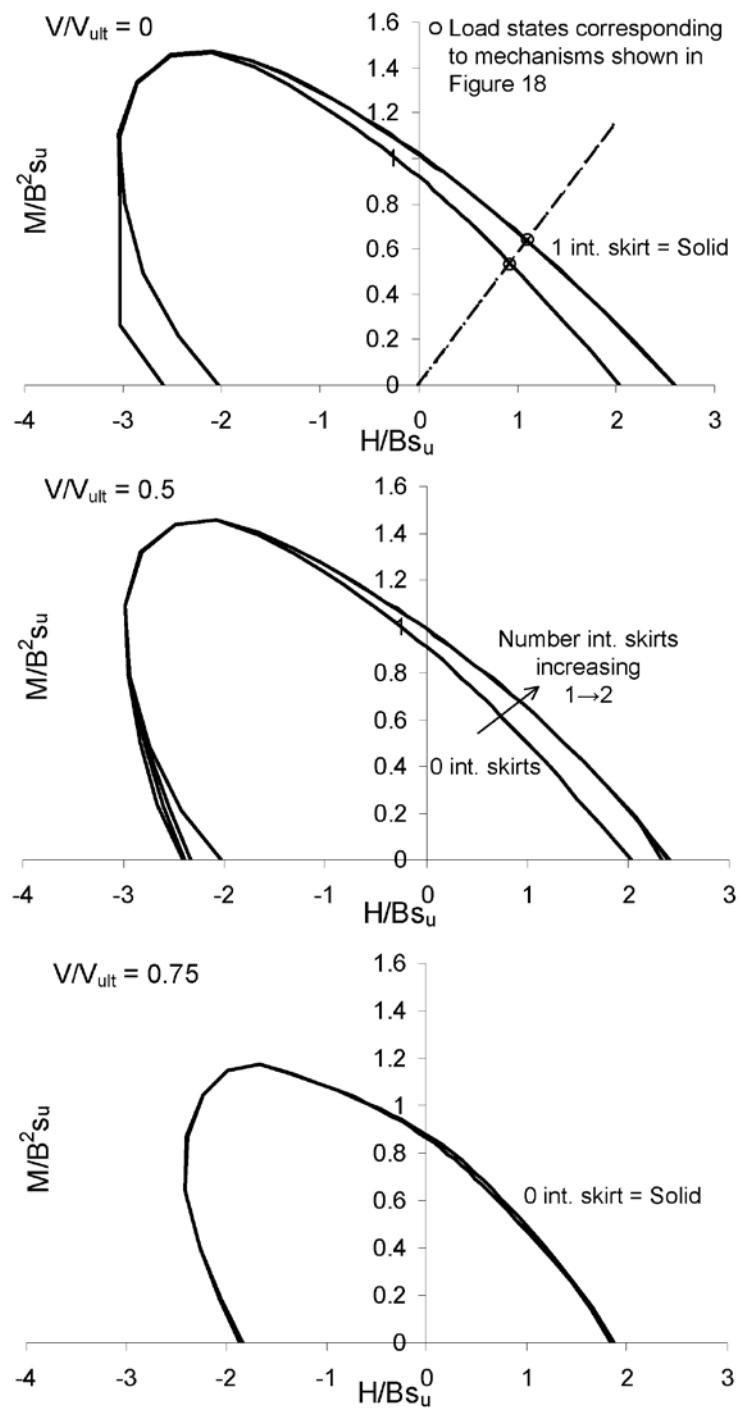 V/Vult = 0
1.6
Load states corresponding
to mechanisms shown in
Figure 18
1.4
1.2
1
0.8
0.6
0.4
0.2
0
1 int. skirt = Solid
M/B²su
-4 -3 -2 -1 0 1 2 3
H/Bsu
V/Vult = 0.5
1.6
1.4
1.2
1
0.8
0.6
0.4
0.2
0
Number int. skirts
increasing
1→2
0 int. skirts
M/B²su
-4 -3 -2 -1 0 1 2 3
H/Bsu
V/Vult = 0.75
1.6
1.4
1.2
1
0.8
0.6
0.4
0.2
0
0 int. skirt = Solid
M/B²su
-4 -3 -2 -1 0 1 2 3
H/Bsu